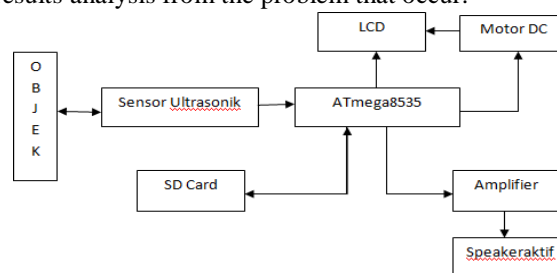 results analysis from the problem that occur.
LCD
Motor DC
O
B
J
E
K
Sensor Ultrasonik
ATmega8535
SD Card
Amplifier
Speakeraktif